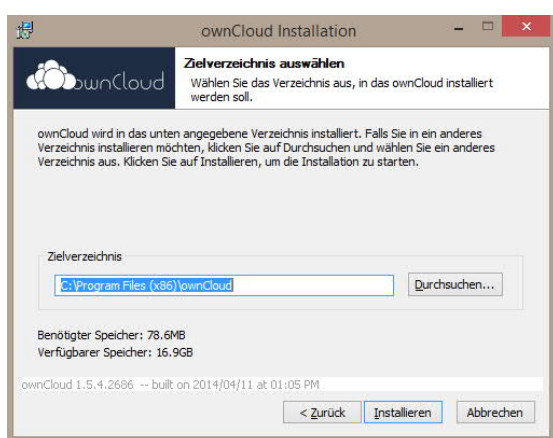 ownCloud Installation
ownCloud
Zielverzeichnis auswählen
Wählen Sie das Verzeichnis aus, in das ownCloud installiert
werden soll.
ownCloud wird in das unten angegebene Verzeichnis installiert. Falls Sie in ein anderes
Verzeichnis installieren möchten, klicken Sie auf Durchsuchen und wählen Sie ein anderes
Verzeichnis aus. Klicken Sie auf Installieren, um die Installation zu starten.
Zielverzeichnis
C:\Program Files (x86)\ownCloud
Durchsuchen...
Benötigter Speicher: 78.6MB
Verfügbarer Speicher: 16.9GB
ownCloud 1.5.4.2686 -- built on 2014/04/11 at 01:05 PM
< Zurück
Installieren
Abbrechen